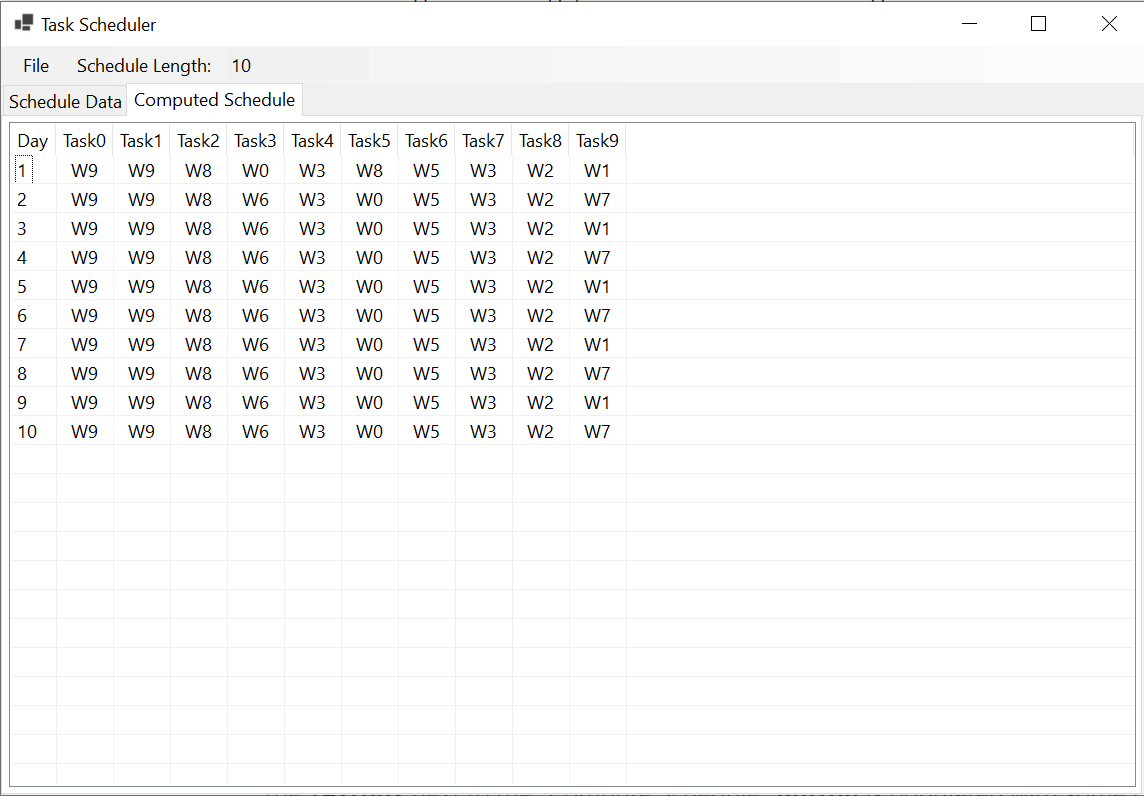 Task Scheduler
File Schedule Length: 10
Schedule Data Computed Schedule
Day Task0 Task1 Task2 Task3 Task4 Task5 Task6 Task7 Task8 Task9
1 W9 W9 W8 W0 W3 W8 W5 W3 W2 W1
2 W9 W9 W8 W6 W3 W0 W5 W3 W2 W7
3 W9 W9 W8 W6 W3 W0 W5 W3 W2 W1
4 W9 W9 W8 W6 W3 W0 W5 W3 W2 W7
5 W9 W9 W8 W6 W3 W0 W5 W3 W2 W1
6 W9 W9 W8 W6 W3 W0 W5 W3 W2 W7
7 W9 W9 W8 W6 W3 W0 W5 W3 W2 W1
8 W9 W9 W8 W6 W3 W0 W5 W3 W2 W7
9 W9 W9 W8 W6 W3 W0 W5 W3 W2 W1
10 W9 W9 W8 W6 W3 W0 W5 W3 W2 W7